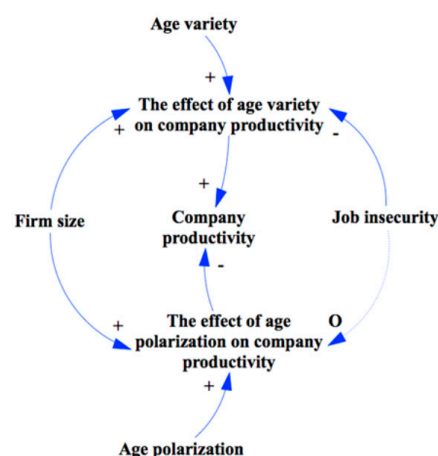 Age variety
+
The effect of age variety
on company productivity
+
-
+
Firm size
Company
productivity
Job insecurity
-
+
The effect of age
polarization on company
productivity
O
+
Age polarization